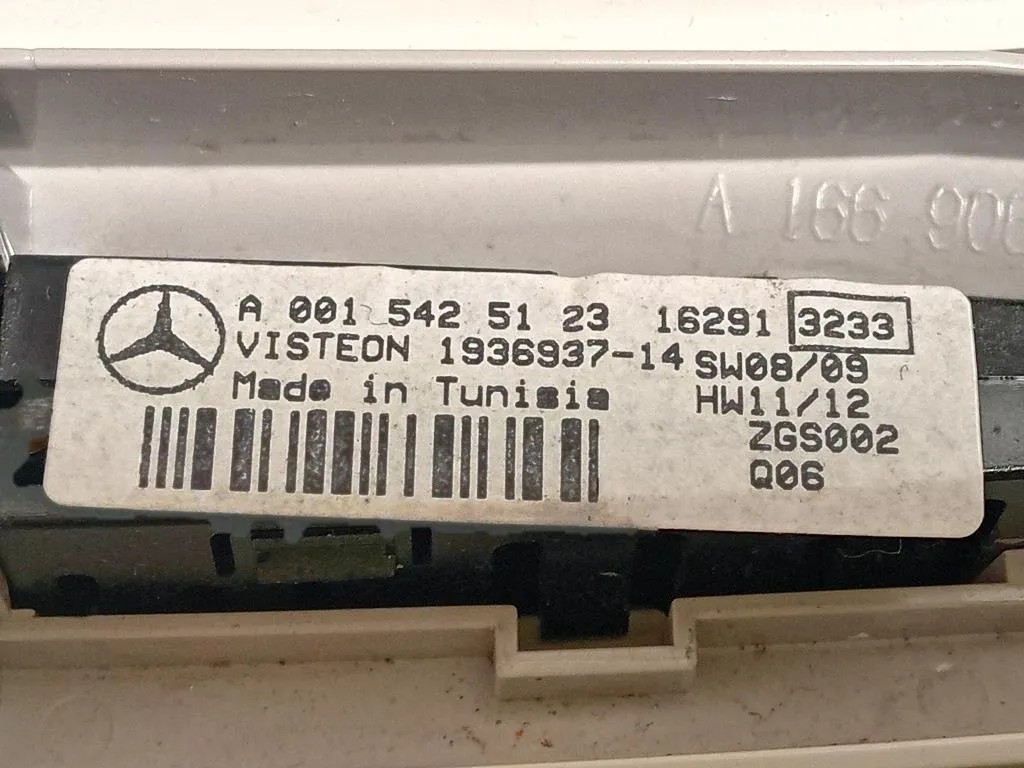 A 166 906
A 001 542 51 23 16291 3233
VISTEON 1936937-14 SW08/09
Made in Tunisia HW11/12
ZGS002
Q06